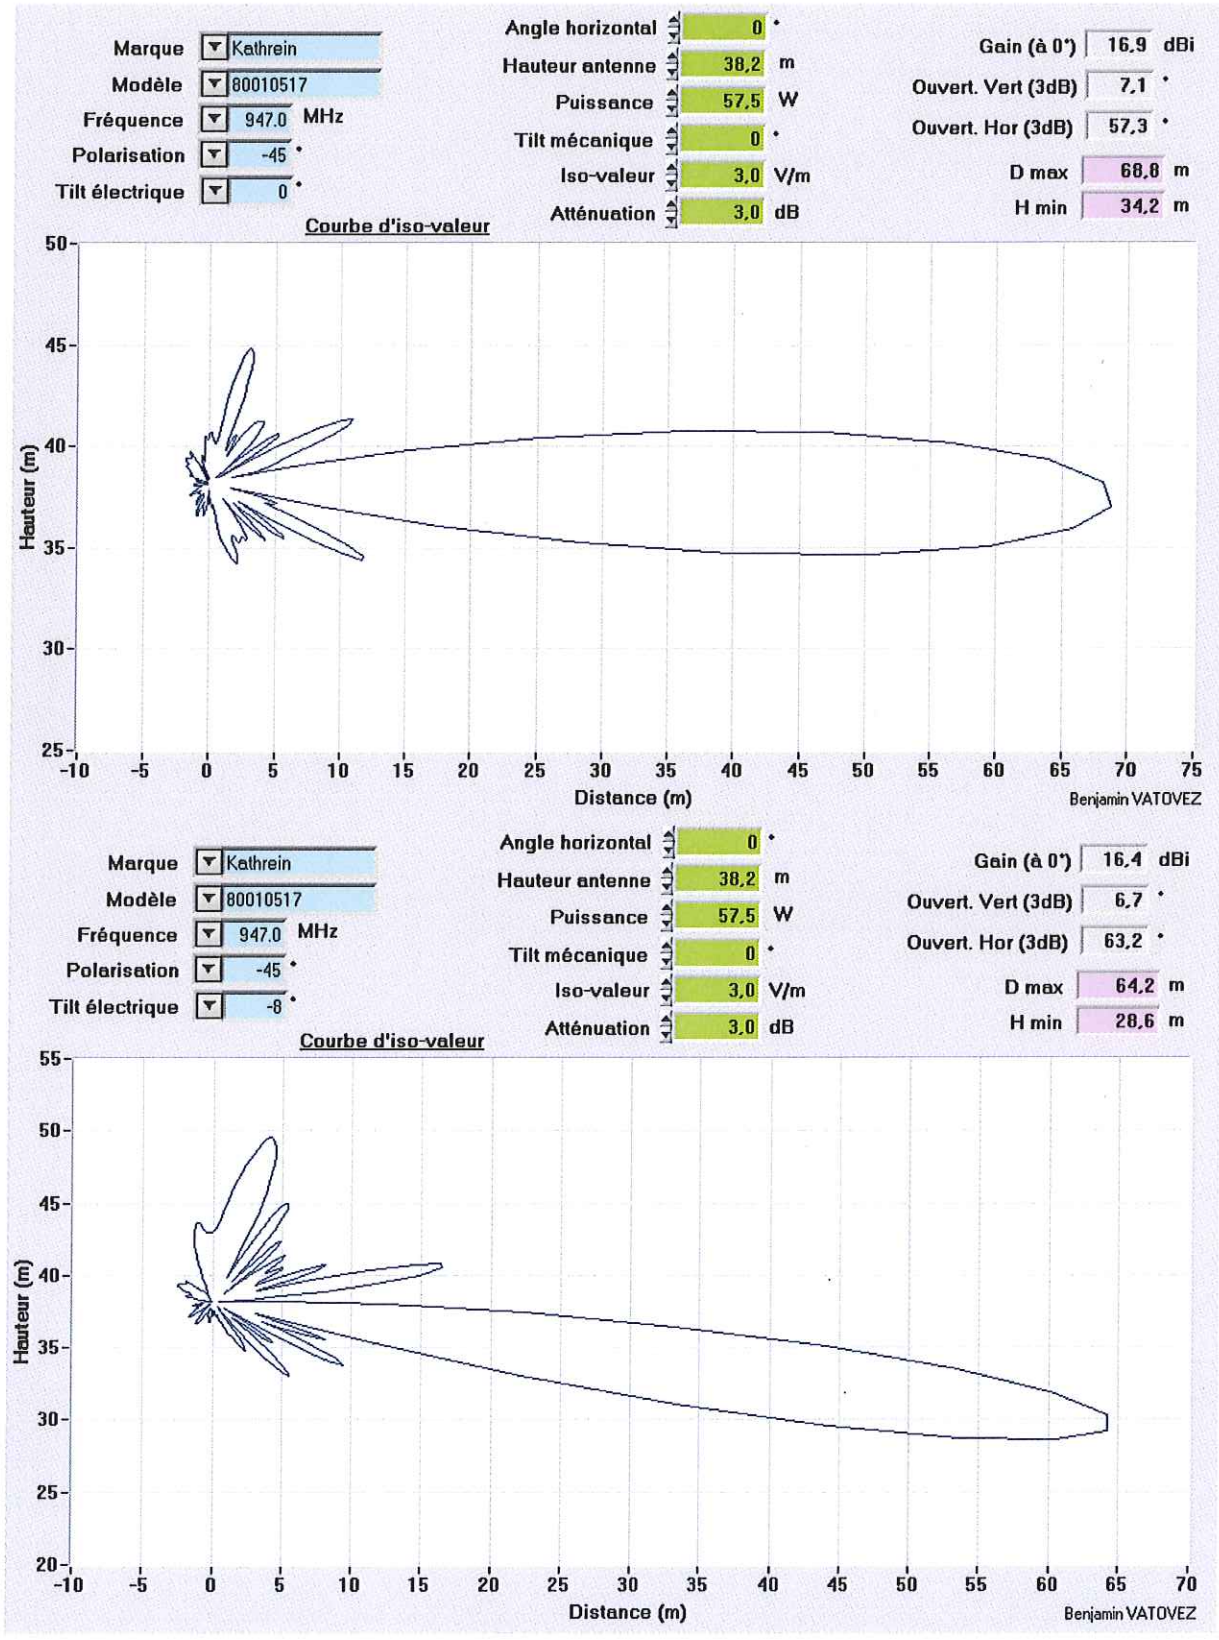 Marque Kathrein
Modèle 80010517
Fréquence 947.0 MHz
Polarisation -45 °
Tilt électrique 0 °
Angle horizontal 0 °
Hauteur antenne 38,2 m
Puissance 57,5 W
Tilt mécanique 0 °
Iso-valeur 3,0 V/m
Atténuation 3,0 dB
Gain (à 0°) 16,9 dBi
Ouvert. Vert (3dB) 7,1 °
Ouvert. Hor (3dB) 57,3 °
D max 68,8 m
H min 34,2 m
Courbe d'iso-valeur
Hauteur (m)
50
45
40
35
30
25
-10 -5 0 5 10 15 20 25 30 35 40 45 50 55 60 65 70 75
Distance (m)
Benjamin VATOVEZ
Marque Kathrein
Modèle 80010517
Fréquence 947.0 MHz
Polarisation -45 °
Tilt électrique -8 °
Angle horizontal 0 °
Hauteur antenne 38,2 m
Puissance 57,5 W
Tilt mécanique 0 °
Iso-valeur 3,0 V/m
Atténuation 3,0 dB
Gain (à 0°) 16,4 dBi
Ouvert. Vert (3dB) 6,7 °
Ouvert. Hor (3dB) 63,2 °
D max 64,2 m
H min 28,6 m
Courbe d'iso-valeur
Hauteur (m)
55
50
45
40
35
30
25
20
-10 -5 0 5 10 15 20 25 30 35 40 45 50 55 60 65 70
Distance (m)
Benjamin VATOVEZ